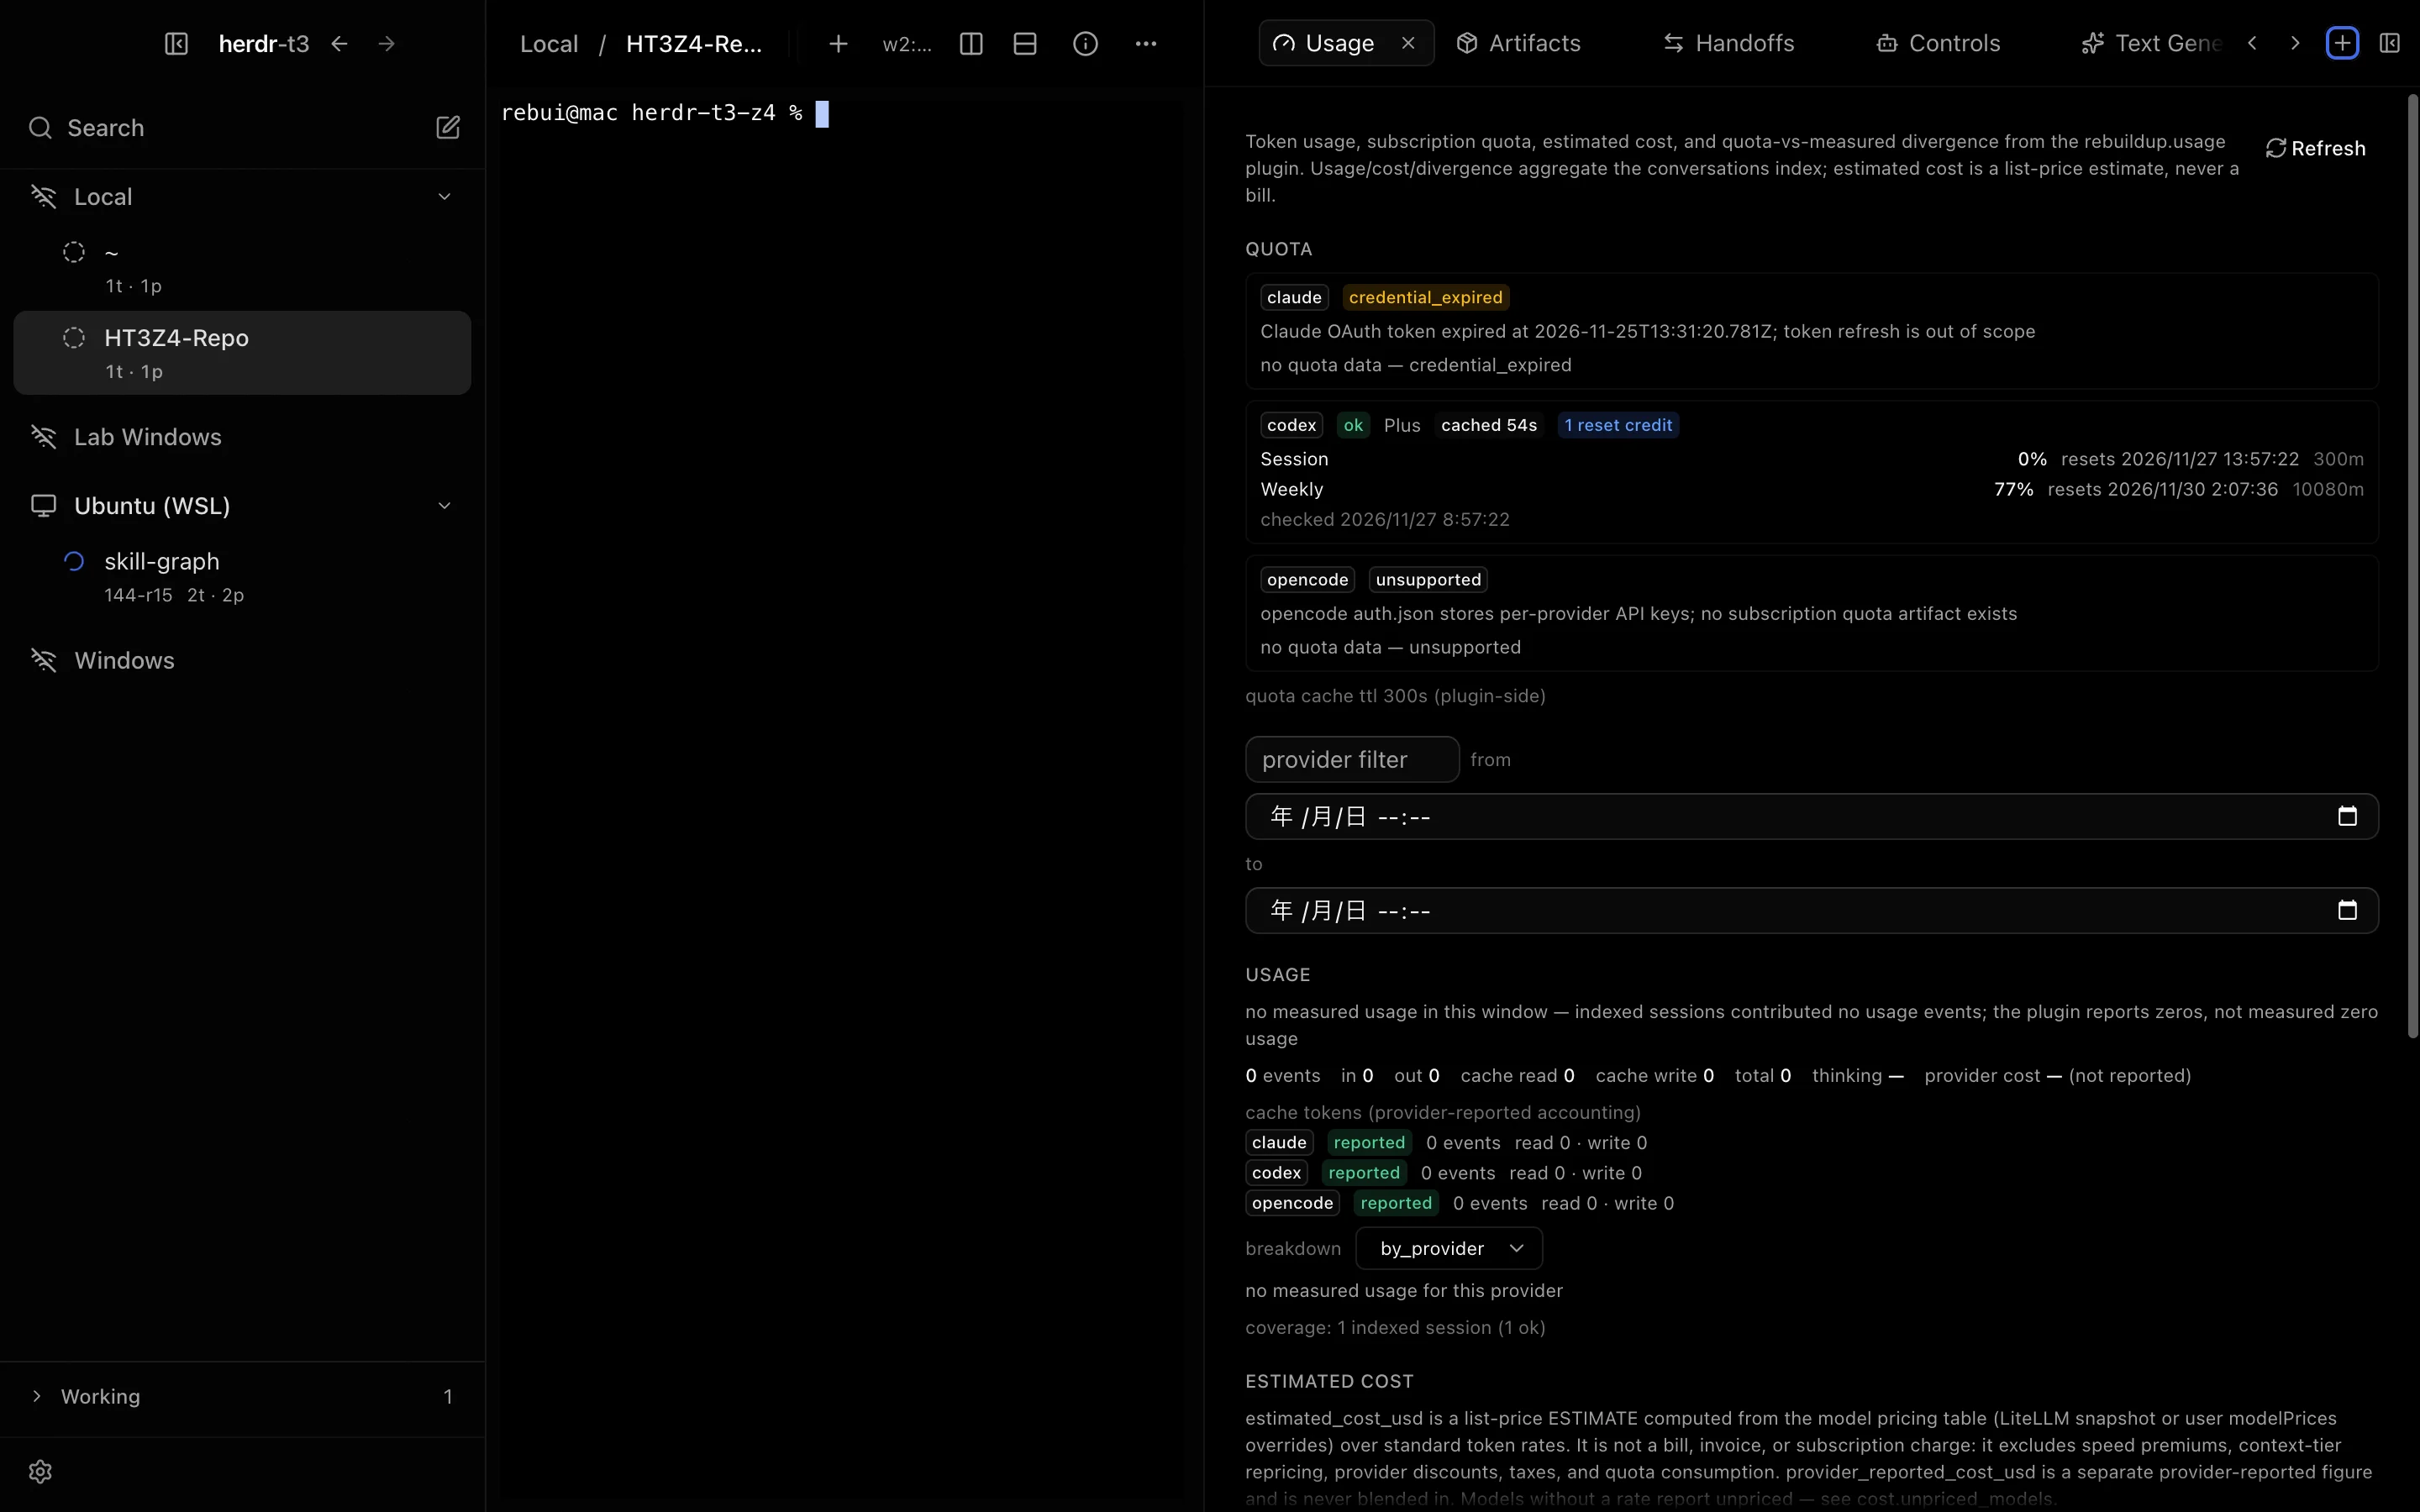 herdr-t3
Search
Local
~
1t · 1p
HT3Z4-Repo
1t · 1p
Lab Windows
Ubuntu (WSL)
skill-graph
144-r15 2t · 2p
Windows
Working 1
Local / HT3Z4-Re... w2:...
rebui@mac herdr-t3-z4 %
Usage Artifacts Handoffs Controls Text Gene
Token usage, subscription quota, estimated cost, and quota-vs-measured divergence from the rebuildup.usage
plugin. Usage/cost/divergence aggregate the conversations index; estimated cost is a list-price estimate, never a
bill.
Refresh
QUOTA
claude credential_expired
Claude OAuth token expired at 2026-11-25T13:31:20.781Z; token refresh is out of scope
no quota data — credential_expired
codex ok Plus cached 54s 1 reset credit
Session 0% resets 2026/11/27 13:57:22 300m
Weekly 77% resets 2026/11/30 2:07:36 10080m
checked 2026/11/27 8:57:22
opencode unsupported
opencode auth.json stores per-provider API keys; no subscription quota artifact exists
no quota data — unsupported
quota cache ttl 300s (plugin-side)
provider filter from
年 /月/日 --:--
to
年 /月/日 --:--
USAGE
no measured usage in this window — indexed sessions contributed no usage events; the plugin reports zeros, not measured zero
usage
0 events in 0 out 0 cache read 0 cache write 0 total 0 thinking — provider cost — (not reported)
cache tokens (provider-reported accounting)
claude reported 0 events read 0 · write 0
codex reported 0 events read 0 · write 0
opencode reported 0 events read 0 · write 0
breakdown by_provider
no measured usage for this provider
coverage: 1 indexed session (1 ok)
ESTIMATED COST
estimated_cost_usd is a list-price ESTIMATE computed from the model pricing table (LiteLLM snapshot or user modelPrices
overrides) over standard token rates. It is not a bill, invoice, or subscription charge: it excludes speed premiums, context-tier
repricing, provider discounts, taxes, and quota consumption. provider_reported_cost_usd is a separate provider-reported figure
and is never blended in. Models without a rate report unpriced — see cost.unpriced_models.